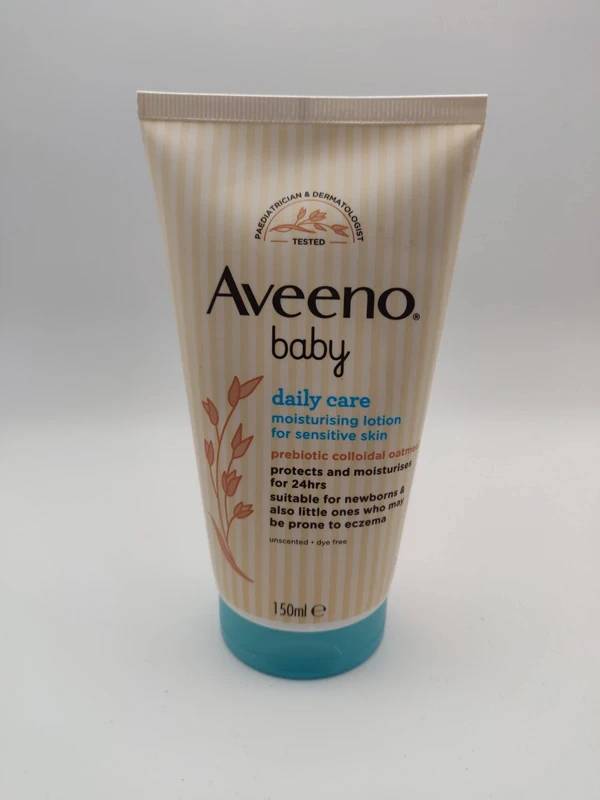 PAEDIATRICIAN & DERMATOLOGIST
TESTED
Aveeno®
baby
daily care
moisturising lotion
for sensitive skin
prebiotic colloidal
protects and moisturises
for 24hrs
suitable for newborns &
also little ones who may
be prone to eczema
unscented • dye free
150ml ℮